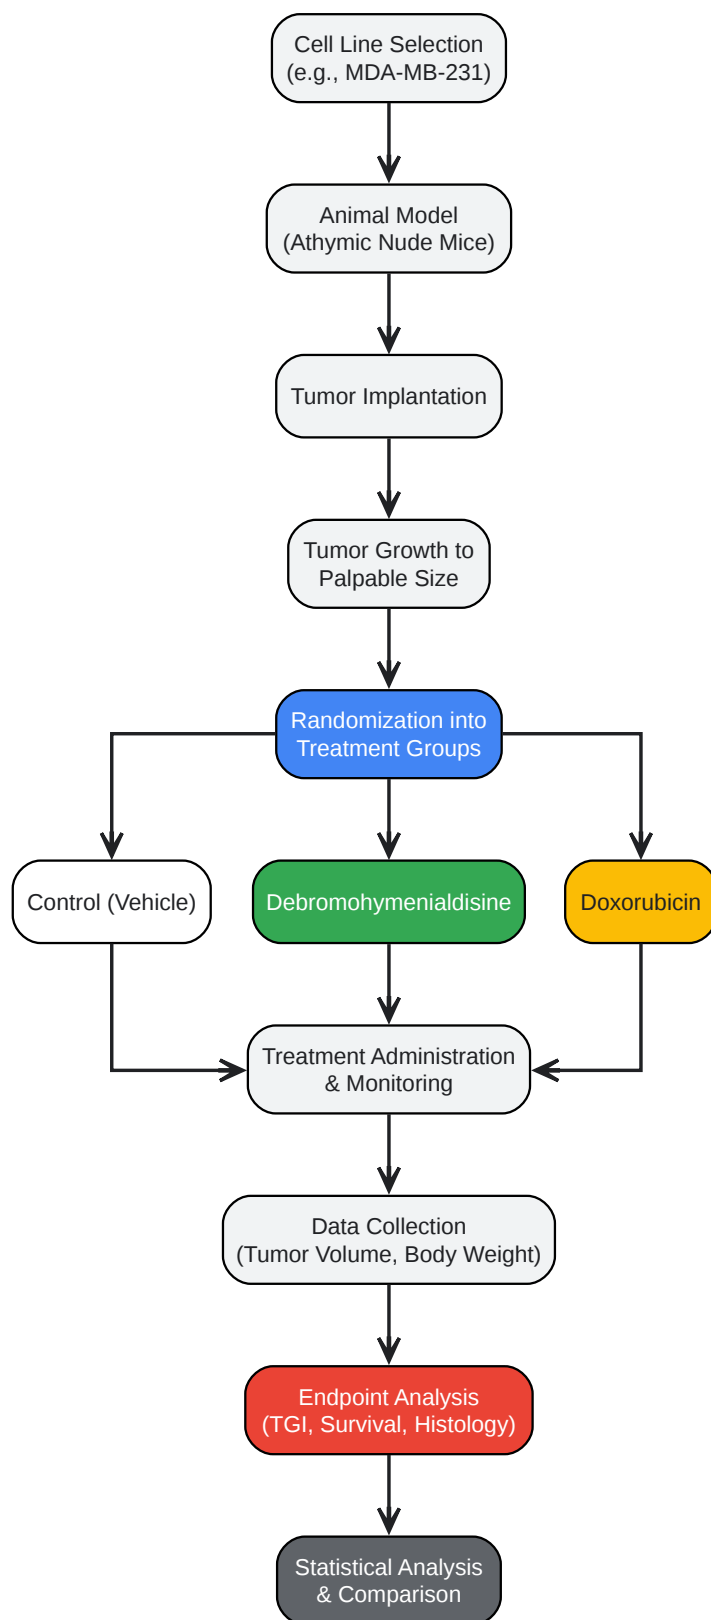 Cell Line Selection
(e.g., MDA-MB-231)
Animal Model
(Athymic Nude Mice)
Tumor Implantation
Tumor Growth to
Palpable Size
Randomization into
Treatment Groups
Control (Vehicle)
Debromohymenialdisine
Doxorubicin
Treatment Administration
& Monitoring
Data Collection
(Tumor Volume, Body Weight)
Endpoint Analysis
(TGI, Survival, Histology)
Statistical Analysis
& Comparison